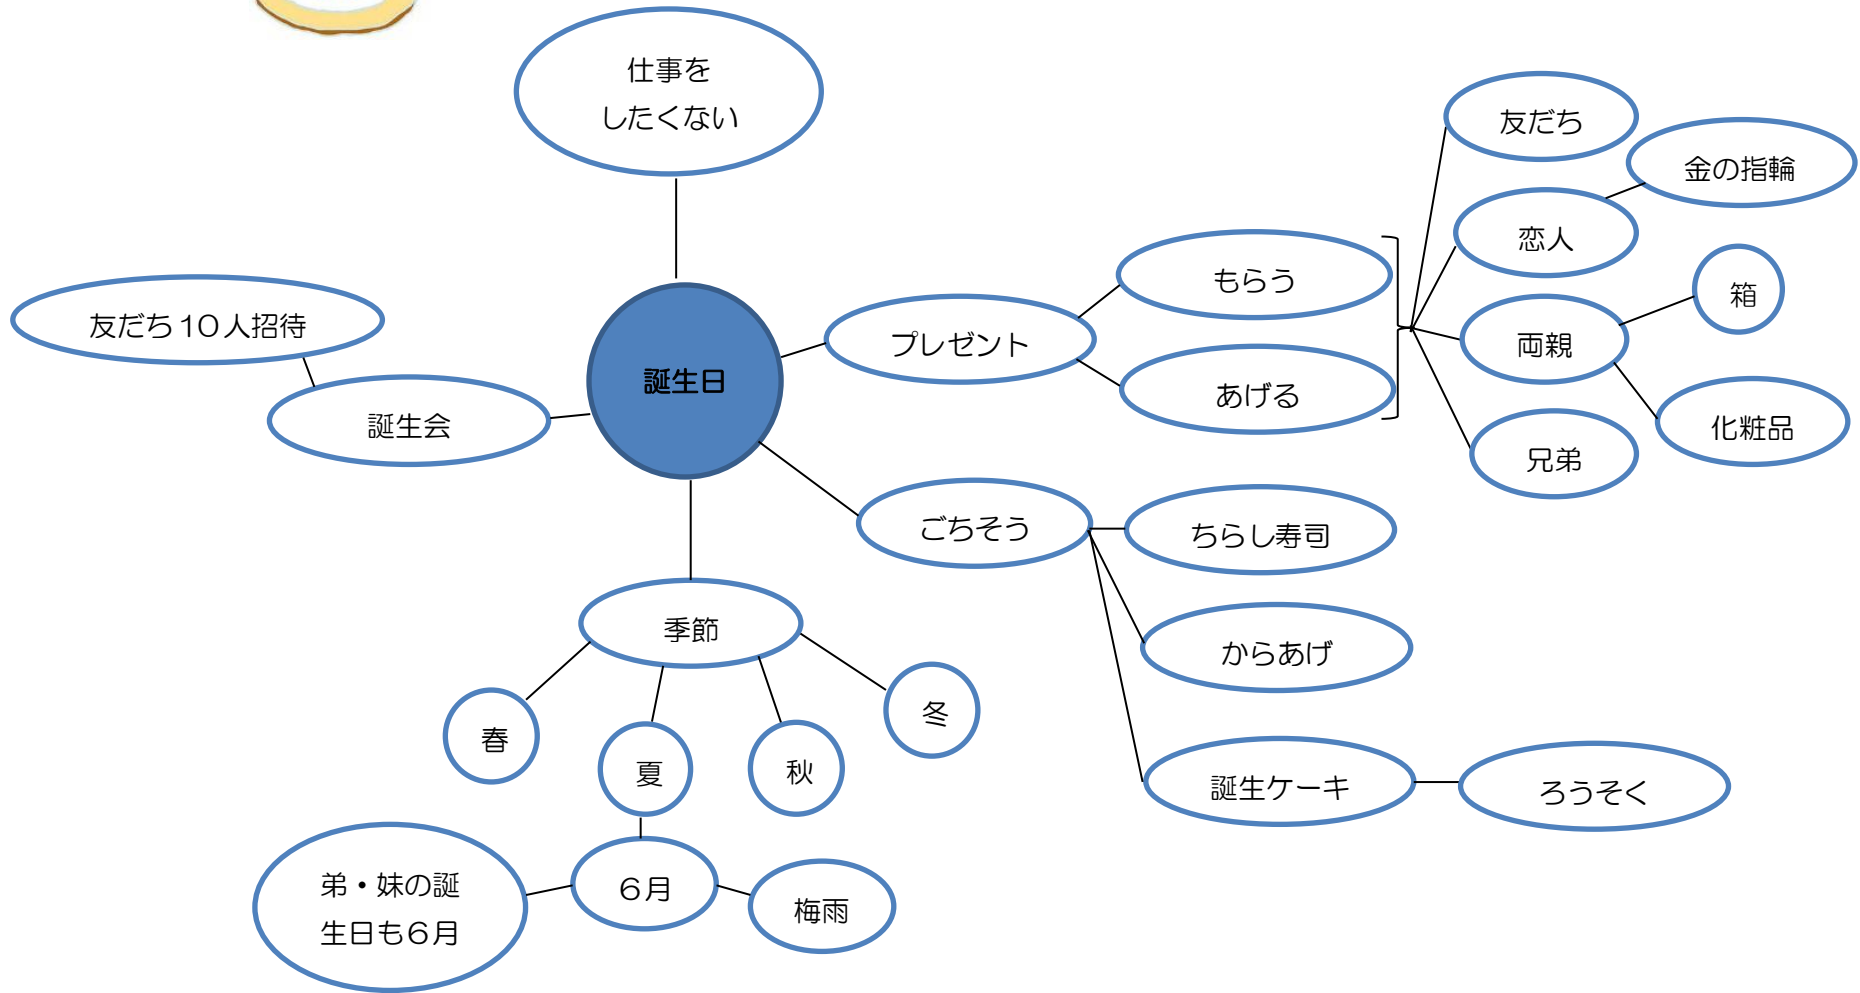 仕事を
したくない
友だち
金の指輪
恋人
もらう
箱
友だち10人招待
プレゼント
両親
誕生日
あげる
化粧品
誕生会
兄弟
ごちそう
ちらし寿司
季節
からあげ
春
夏
秋
冬
誕生ケーキ
ろうそく
弟・妹の誕
生日も６月
６月
梅雨